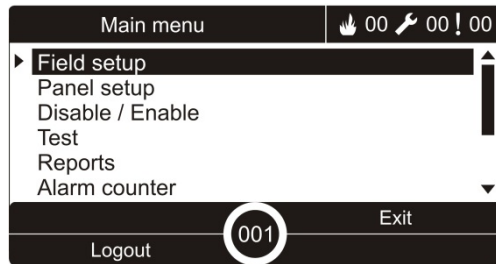 Main menu 00 00 ! 00
Field setup
Panel setup
Disable / Enable
Test
Reports
Alarm counter
Exit
001
Logout